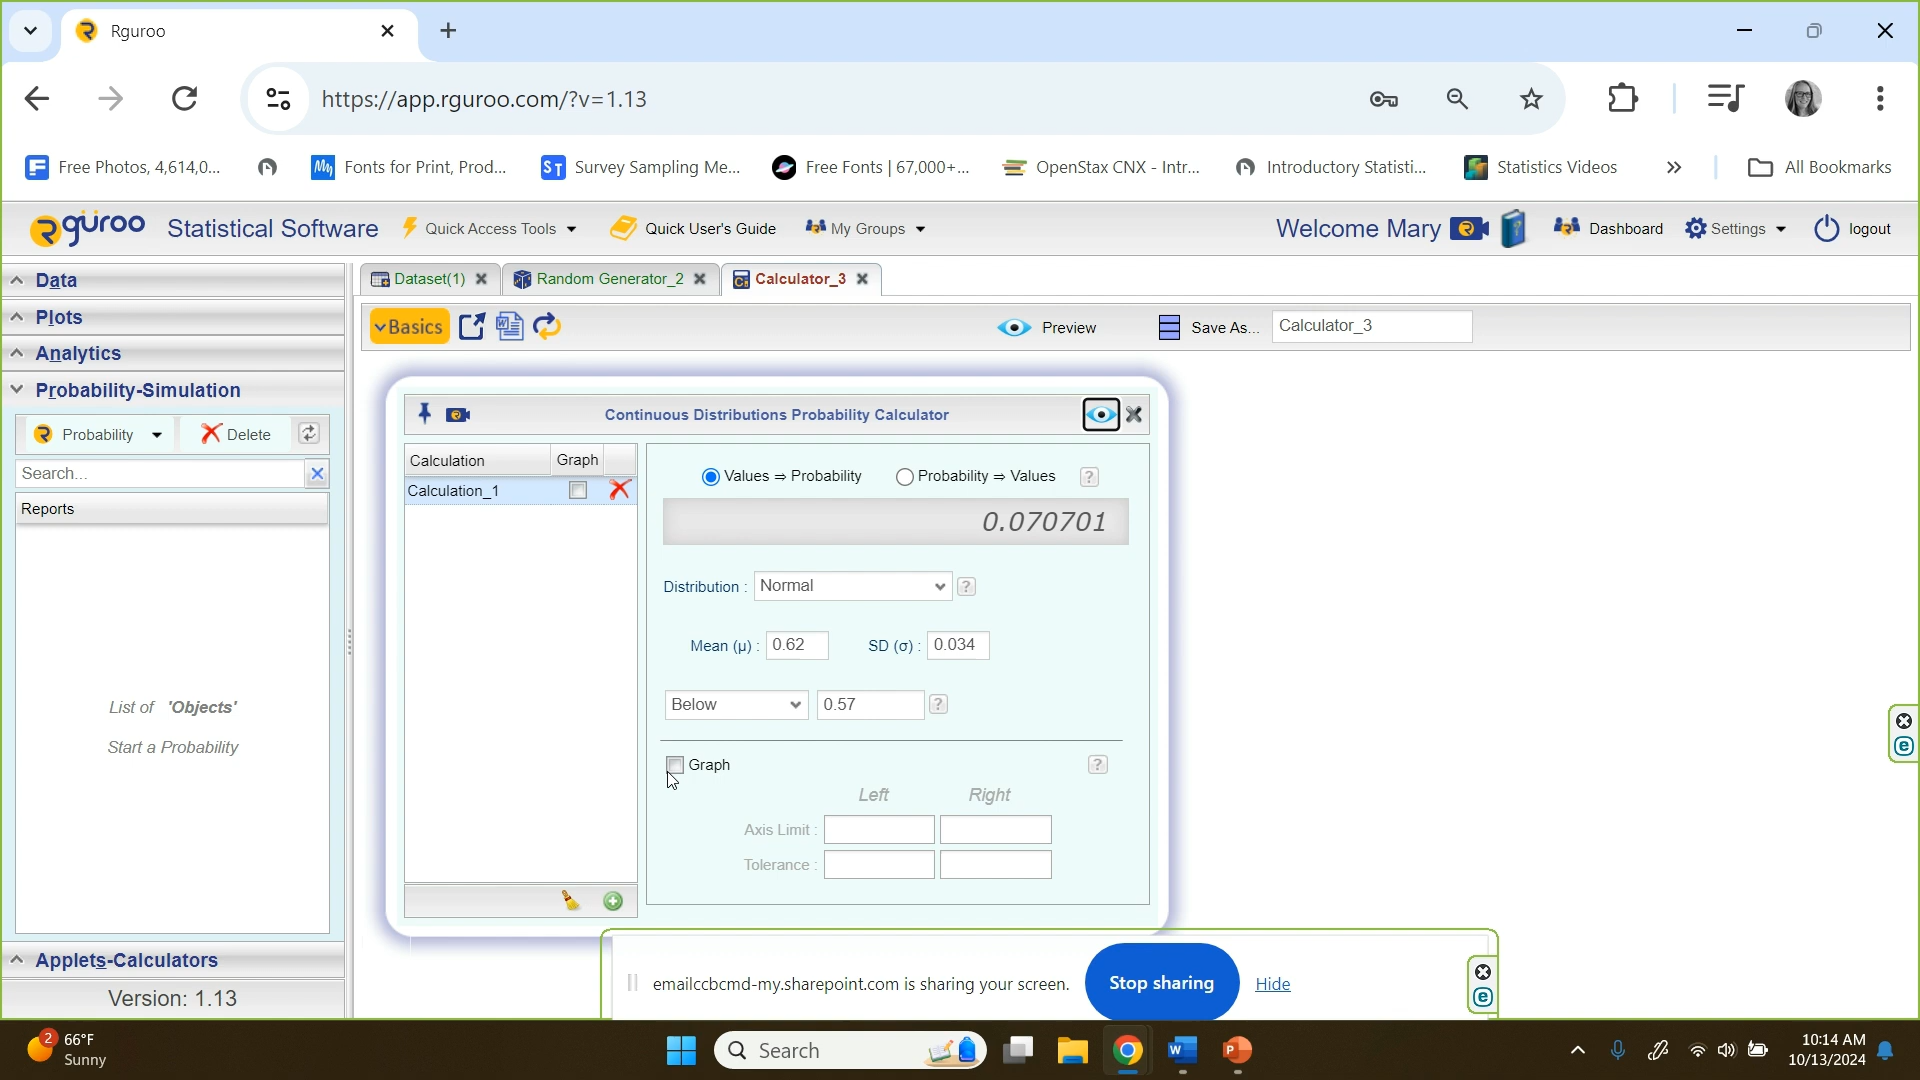 Rguroo
https://app.rguroo.com/?v=1.13
Free Photos, 4,614,0...
Fonts for Print, Prod...
ST Survey Sampling Me...
Free Fonts | 67,000+...
OpenStax CNX - Intr...
Introductory Statisti...
Statistics Videos
»
All Bookmarks
Rguroo Statistical Software
Quick Access Tools
Quick User's Guide
My Groups
Welcome Mary
Dashboard
Settings
logout
Data
Plots
Analytics
Probability-Simulation
Probability
Delete
Search...
Reports
List of 'Objects'
Start a Probability
Applets-Calculators
Version: 1.13
Dataset(1)
Random Generator_2
Calculator_3
Basics
Preview
Save As...
Calculator_3
Continuous Distributions Probability Calculator
Calculation Graph
Calculation_1
Values ⇒ Probability
Probability ⇒ Values
?
0.070701
Distribution : Normal ?
Mean (μ) : 0.62 SD (σ) : 0.034
Below 0.57 ?
Graph ?
Left Right
Axis Limit :
Tolerance :
emailccbcmd-my.sharepoint.com is sharing your screen.
Stop sharing
Hide
2
66°F
Sunny
Search
10:14 AM
10/13/2024